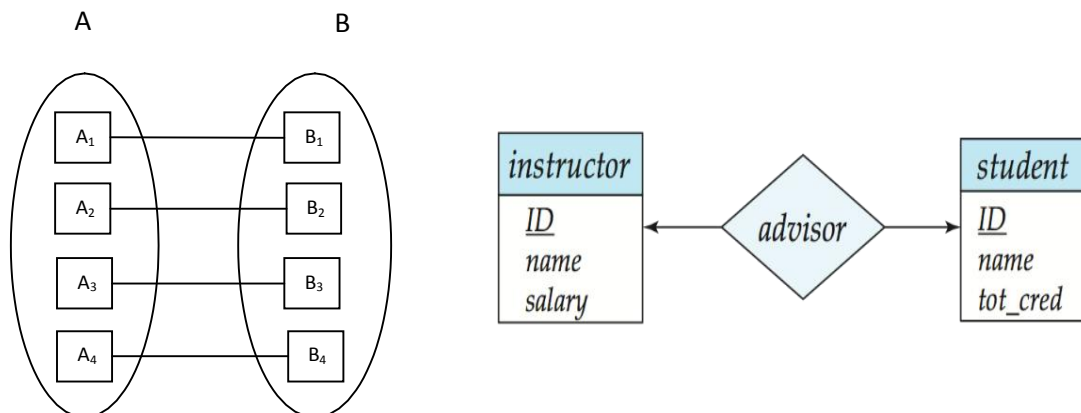 A
B
A₁
B₁
A₂
B₂
A₃
B₃
A₄
B₄
instructor
ID
name
salary
advisor
student
ID
name
tot_cred